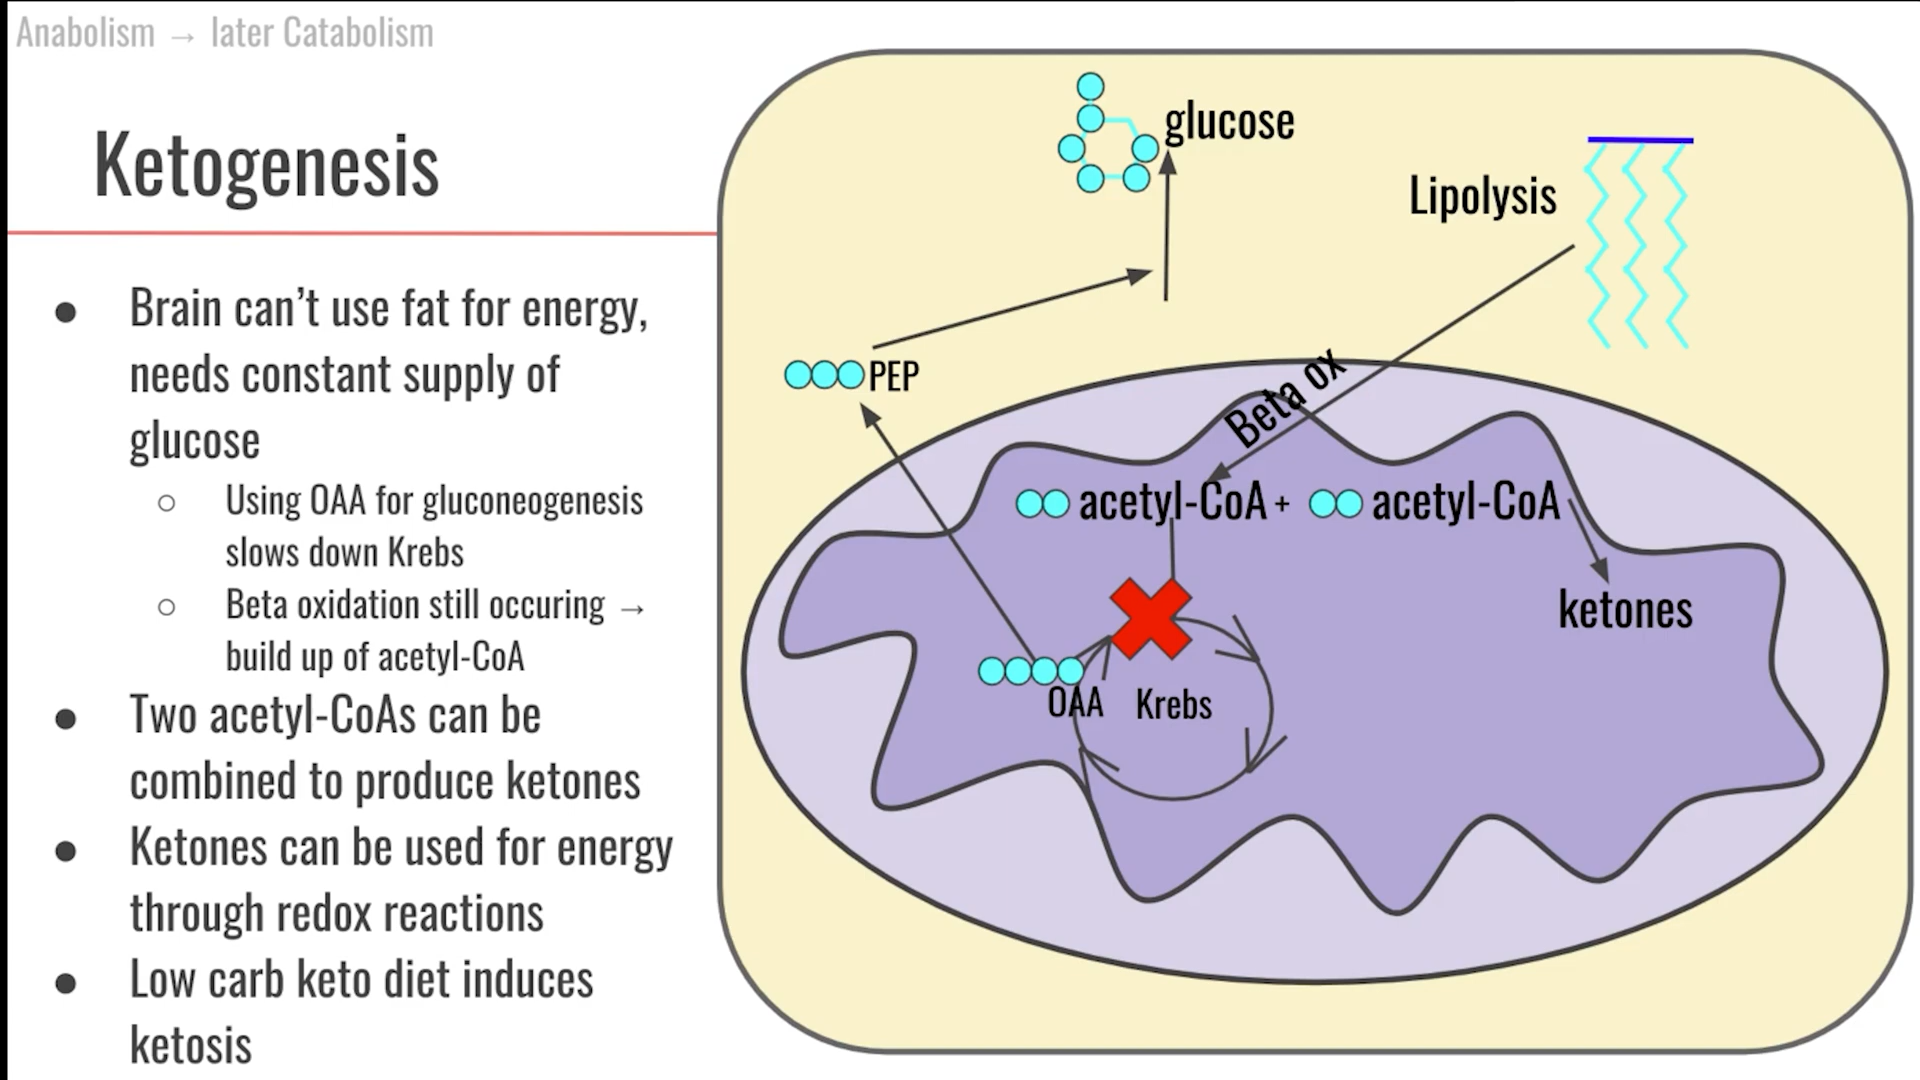 Anabolism → later Catabolism
Ketogenesis
● Brain can't use fat for energy,
needs constant supply of
glucose
○ Using OAA for gluconeogenesis
slows down Krebs
○ Beta oxidation still occuring →
build up of acetyl-CoA
● Two acetyl-CoAs can be
combined to produce ketones
● Ketones can be used for energy
through redox reactions
● Low carb keto diet induces
ketosis
glucose
Lipolysis
PEP
Beta ox
acetyl-CoA + acetyl-CoA
ketones
OAA
Krebs